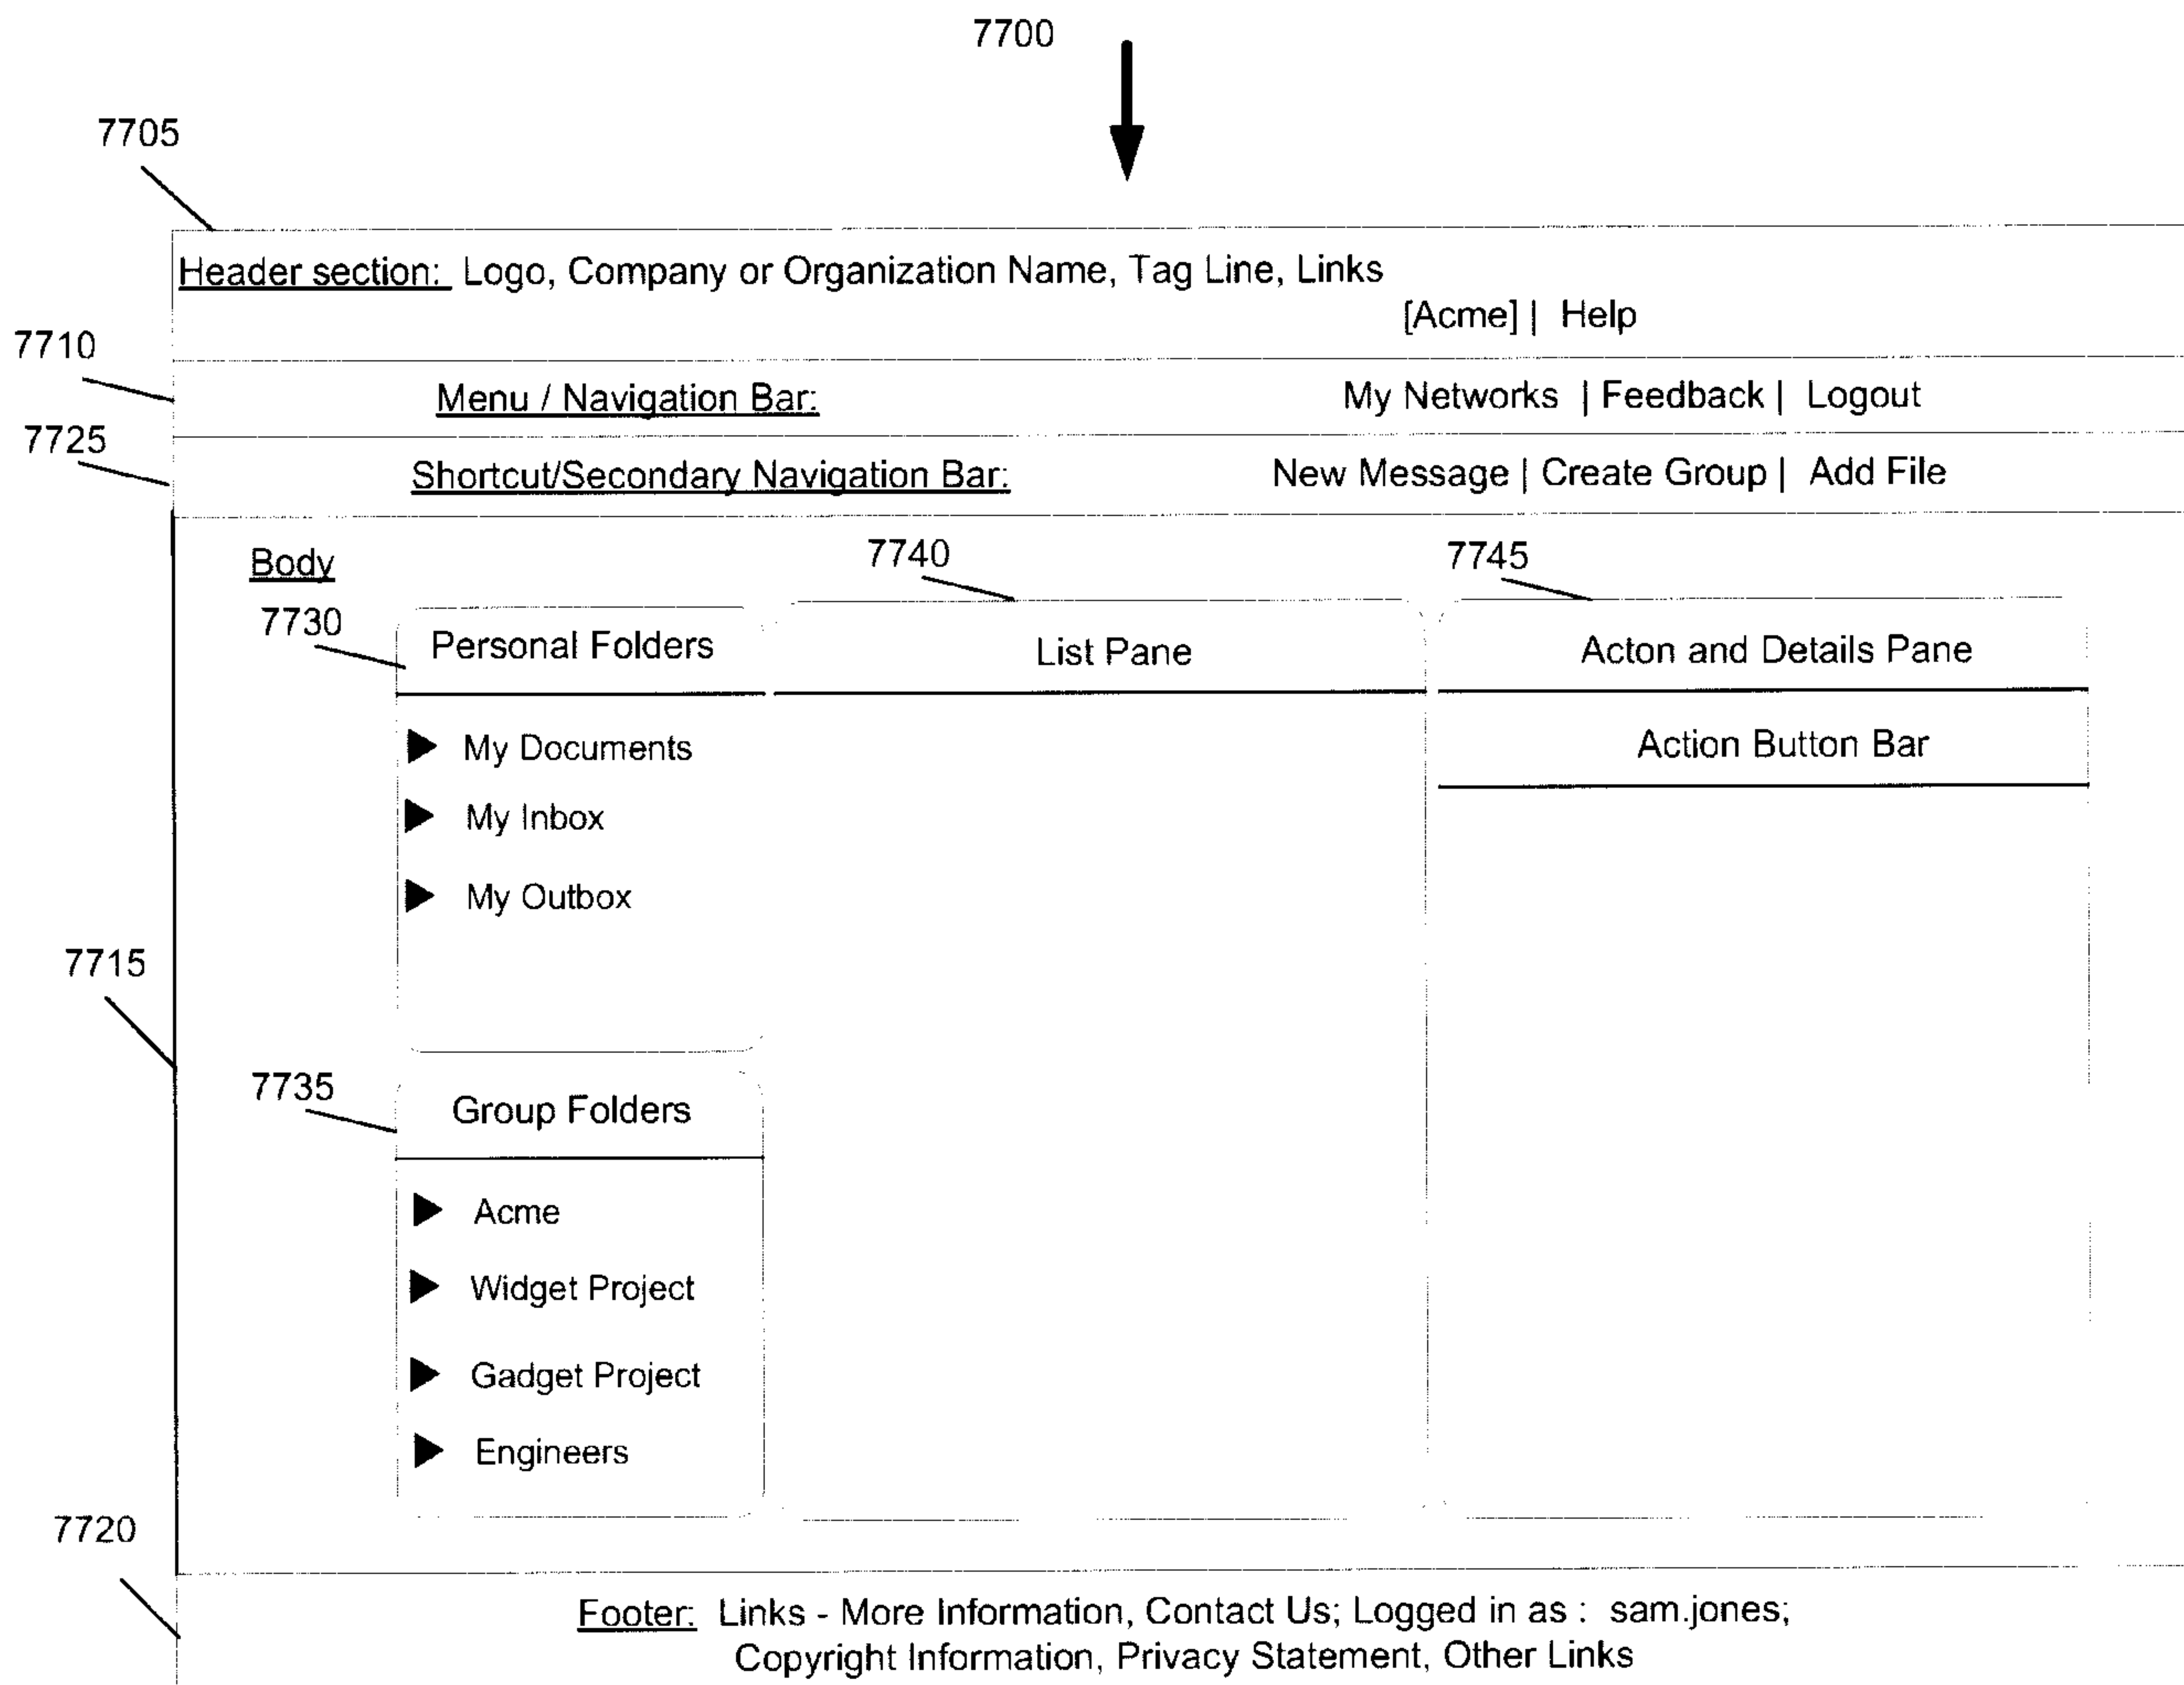 7700
7705
Header section: Logo, Company or Organization Name, Tag Line, Links
[Acme] | Help
7710
Menu / Navigation Bar: My Networks | Feedback | Logout
7725
Shortcut/Secondary Navigation Bar: New Message | Create Group | Add File
Body
7740
7745
7730
Personal Folders
List Pane
Acton and Details Pane
My Documents
Action Button Bar
My Inbox
My Outbox
7715
7735
Group Folders
Acme
Widget Project
Gadget Project
Engineers
7720
Footer: Links - More Information, Contact Us; Logged in as : sam.jones;
Copyright Information, Privacy Statement, Other Links